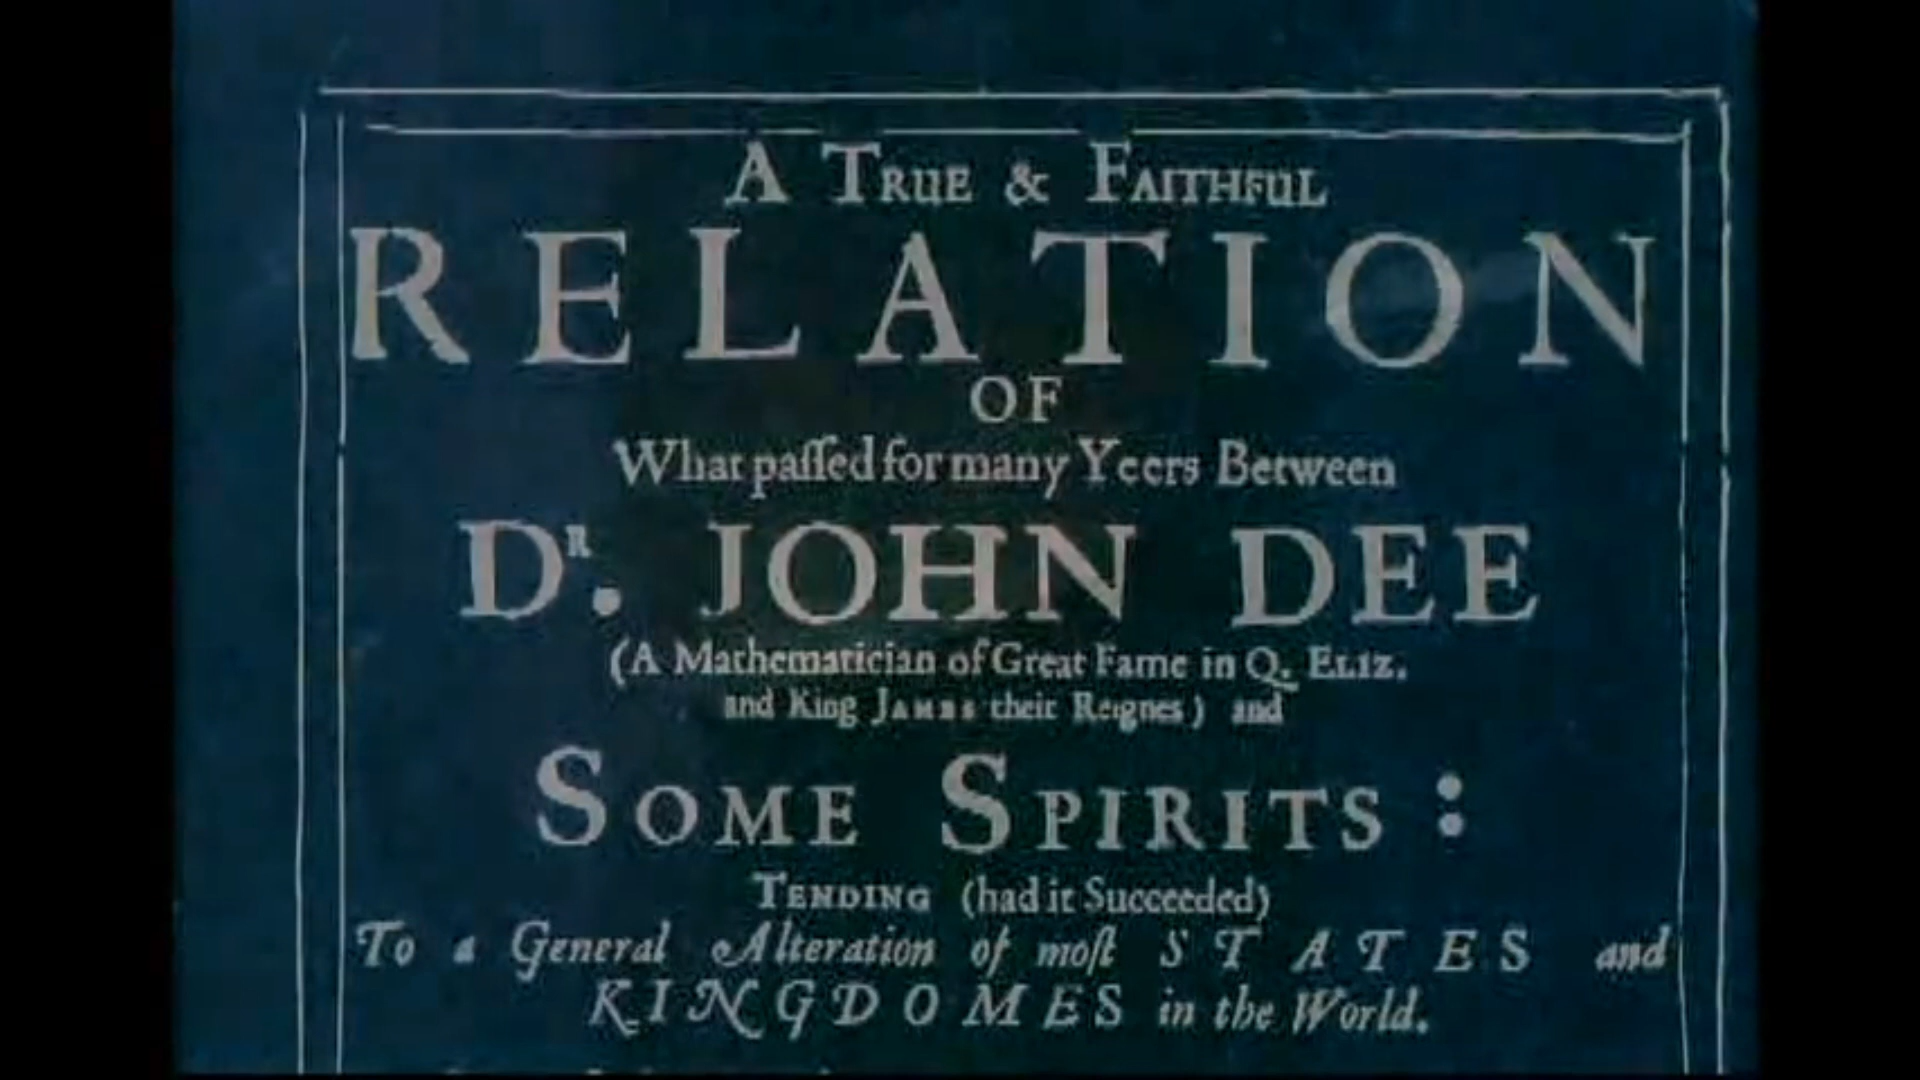 A TRUE & FAITHFUL
RELATION
OF
What paſſed for many Yeers Between
Dʀ. JOHN DEE
(A Mathematician of Great Fame in Q. ELIZ.
and King JAMES their Reignes) and
SOME SPIRITS:
TENDING (had it Succeeded)
To a General Alteration of moſt STATES and
KINGDOMES in the World.